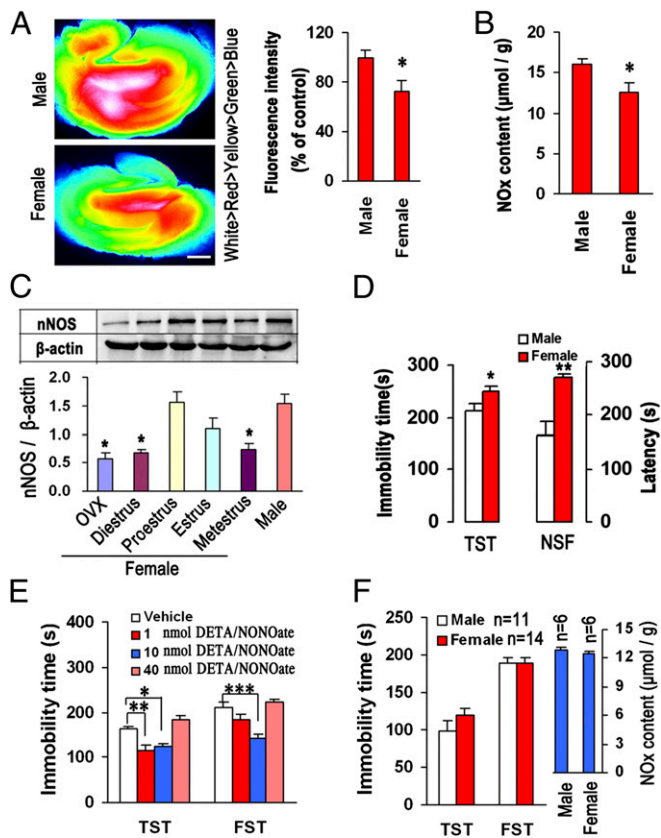 A
Male
Female
White>Red>Yellow>Green>Blue
Fluorescence intensity
(% of control)
120
80
40
0
*
Male
Female
B
NOx content (µmol / g)
20
15
10
5
0
*
Male
Female
C
nNOS
β-actin
nNOS / β-actin
2.0
1.5
1.0
0.5
0.0
* * *
OVX
Diestrus
Proestrus
Estrus
Metestrus
Male
Female
D
Male
Female
Immobility time(s)
300
200
100
0
* **
300
200
100
0
Latency (s)
TST NSF
E
Vehicle
1 nmol DETA/NONOate
10 nmol DETA/NONOate
40 nmol DETA/NONOate
Immobility time (s)
400
300
200
100
0
*
**
***
TST FST
F
Male n=11
Female n=14
Immobility time (s)
250
200
150
100
50
0
TST FST
n=6
n=6
Male
Female
15
12
9
6
3
0
NOx content (µmol / g)